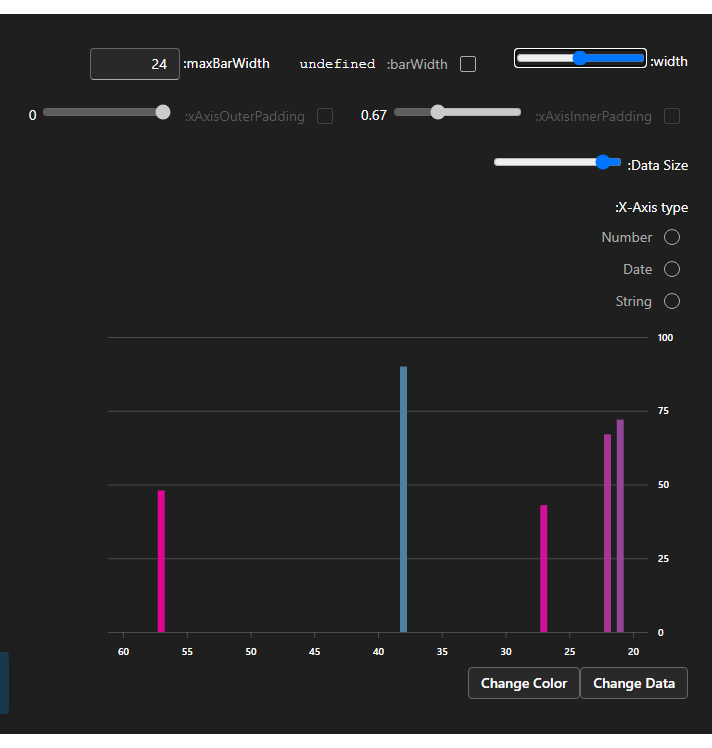 width:
barWidth: undefined
maxBarWidth: 24
xAxisInnerPadding: 0.67
xAxisOuterPadding: 0
Data Size:
X-Axis type:
Number
Date
String
100
75
50
25
0
60 55 50 45 40 35 30 25 20
Change Color Change Data